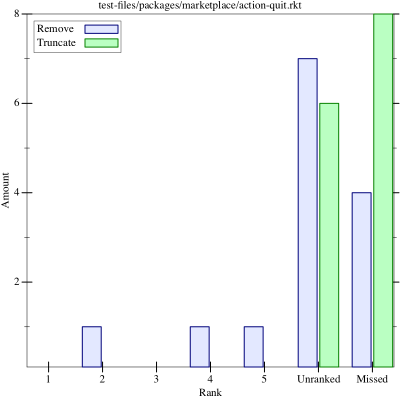 test-files/packages/marketplace/action-quit.rkt
Remove
Truncate
8
6
4
2
Amount
1 2 3 4 5 Unranked Missed
Rank